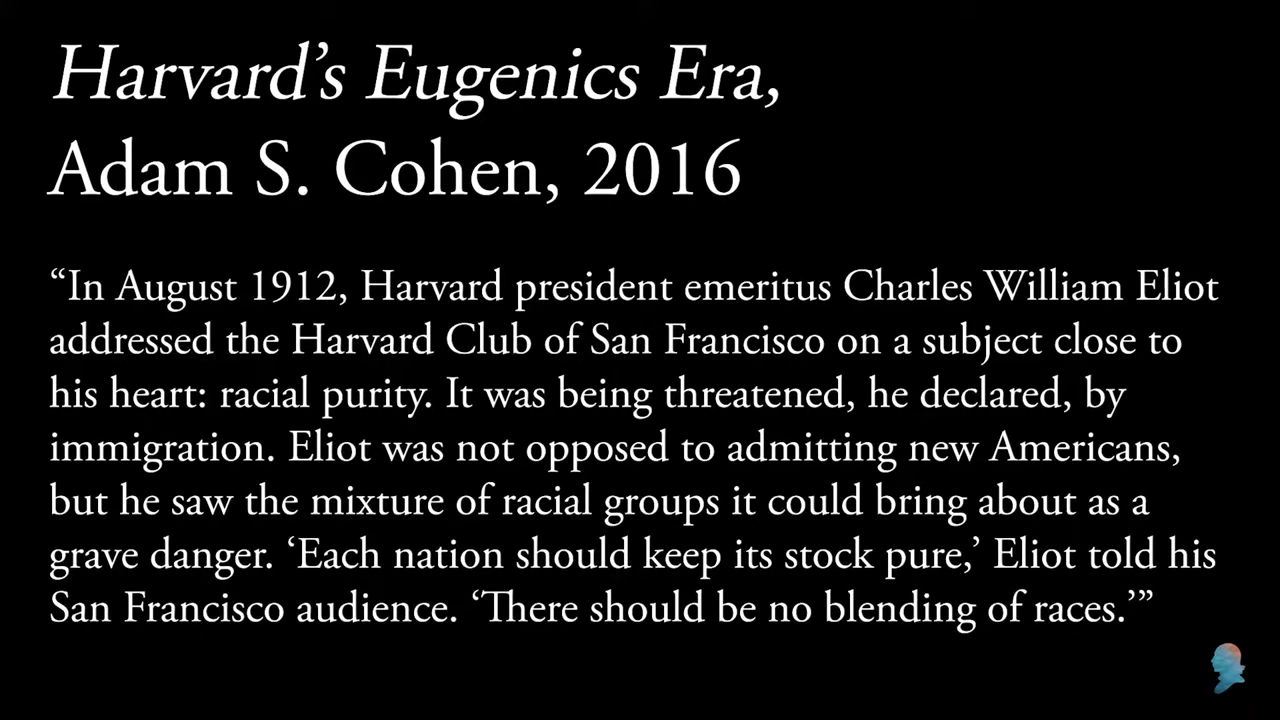 Harvard’s Eugenics Era,
Adam S. Cohen, 2016
“In August 1912, Harvard president emeritus Charles William Eliot
addressed the Harvard Club of San Francisco on a subject close to
his heart: racial purity. It was being threatened, he declared, by
immigration. Eliot was not opposed to admitting new Americans,
but he saw the mixture of racial groups it could bring about as a
grave danger. ‘Each nation should keep its stock pure,’ Eliot told his
San Francisco audience. ‘There should be no blending of races.’”